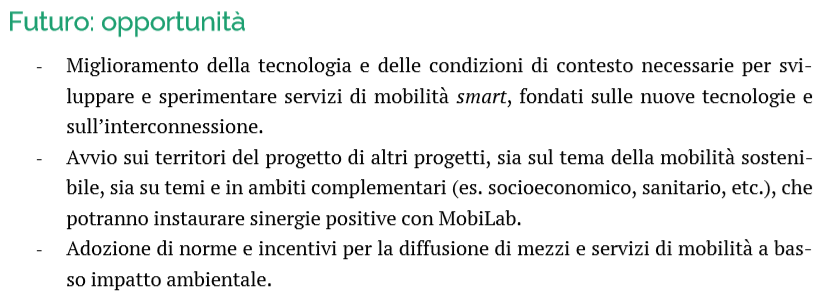 Futuro: opportunità
- Miglioramento della tecnologia e delle condizioni di contesto necessarie per svi-
luppare e sperimentare servizi di mobilità smart, fondati sulle nuove tecnologie e
sull'interconnessione.
- Avvio sui territori del progetto di altri progetti, sia sul tema della mobilità sosteni-
bile, sia su temi e in ambiti complementari (es. socioeconomico, sanitario, etc.), che
potranno instaurare sinergie positive con MobiLab.
- Adozione di norme e incentivi per la diffusione di mezzi e servizi di mobilità a bas-
so impatto ambientale.